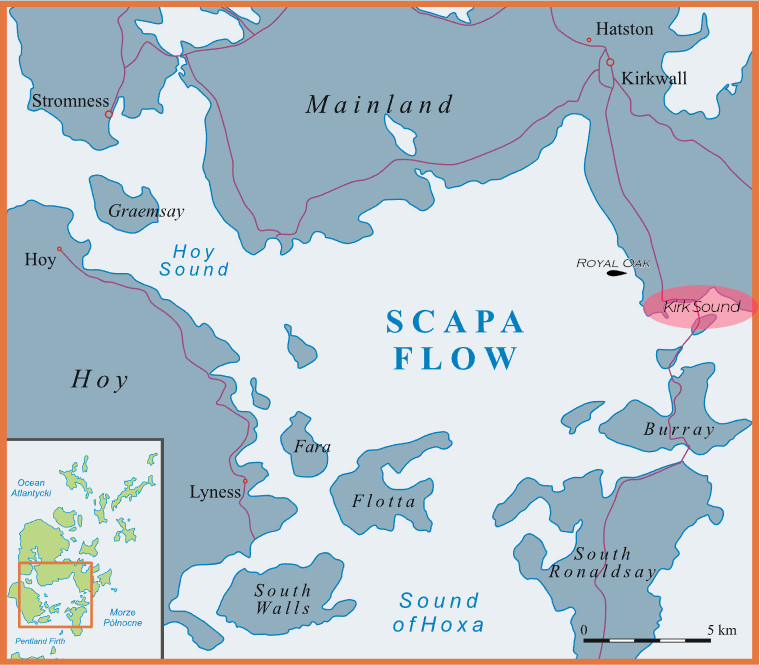 Hatston
Kirkwall
Stromness
Mainland
Graemsay
Hoy
Sound
Hoy
Royal Oak
Kirk Sound
SCAPA
FLOW
Hoy
Burray
Fara
Lyness
Flotta
Ocean
Atlantycki
South
Ronaldsay
South
Walls
Sound
of Hoxa
Morze
Północne
Pentland Firth
0 5 km